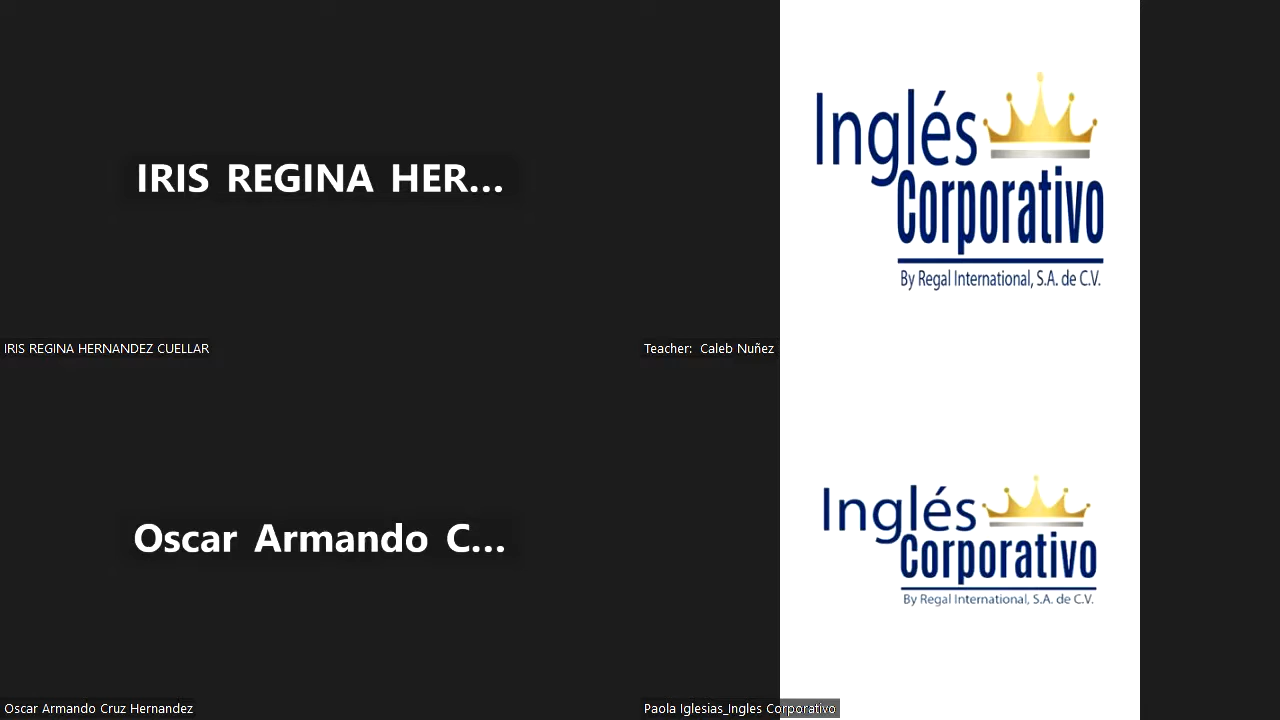 IRIS REGINA HER...
IRIS REGINA HERNANDEZ CUELLAR
Inglés
Corporativo
By Regal International, S.A. de C.V.
Teacher: Caleb Nuñez
Oscar Armando C...
Oscar Armando Cruz Hernandez
Inglés
Corporativo
By Regal International, S.A. de C.V.
Paola Iglesias_Ingles Corporativo